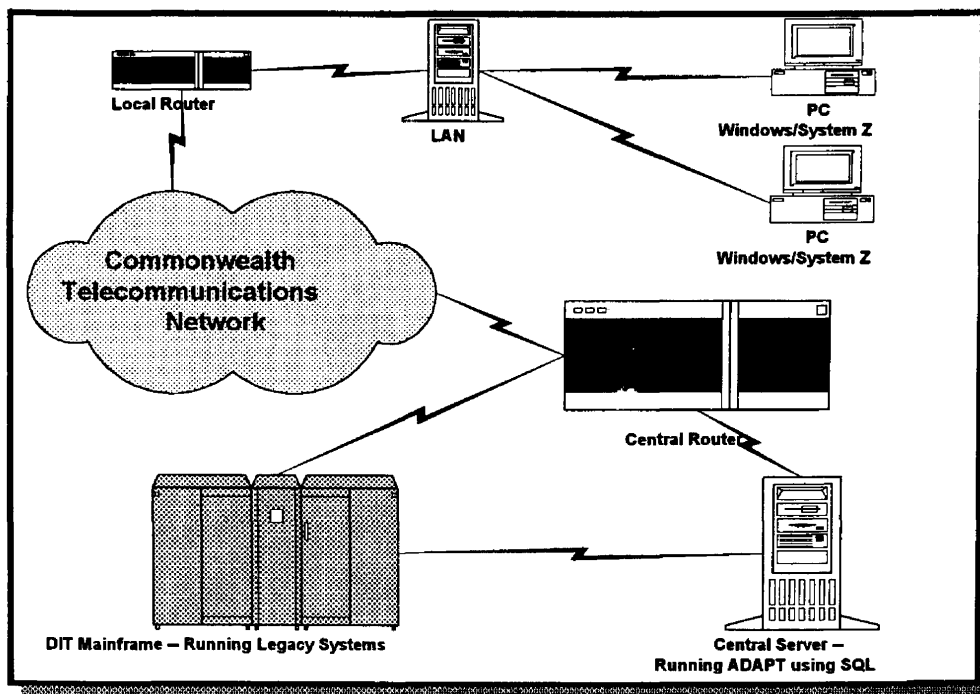 Local Router
LAN
PC
Windows/System Z
PC
Windows/System Z
Commonwealth
Telecommunications
Network
Central Router
DIT Mainframe – Running Legacy Systems
Central Server –
Running ADAPT using SQL